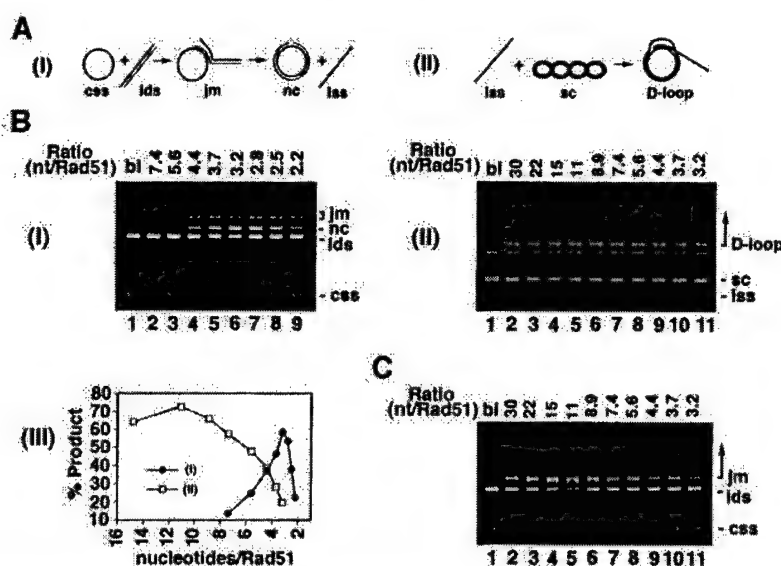 A
(I) css + lds jm nc + lss
(II) lss + sc D-loop
B
Ratio (nt/Rad51) bl 7.4 5.6 4.4 3.7 3.2 2.8 2.5 2.2
(I) jm nc lds css
1 2 3 4 5 6 7 8 9
Ratio (nt/Rad51) bl 30 22 15 11 8.9 7.4 5.6 4.4 3.7 3.2
(II) D-loop sc lss
1 2 3 4 5 6 7 8 9 10 11
(III) % Product
80
70
60
50
40
30
20
10
(I)
(II)
16 14 12 10 8 6 4 2
nucleotides/Rad51
C
Ratio (nt/Rad51) bl 30 22 15 11 8.9 7.4 5.6 4.4 3.7 3.2
jm
lds
css
1 2 3 4 5 6 7 8 9 10 11